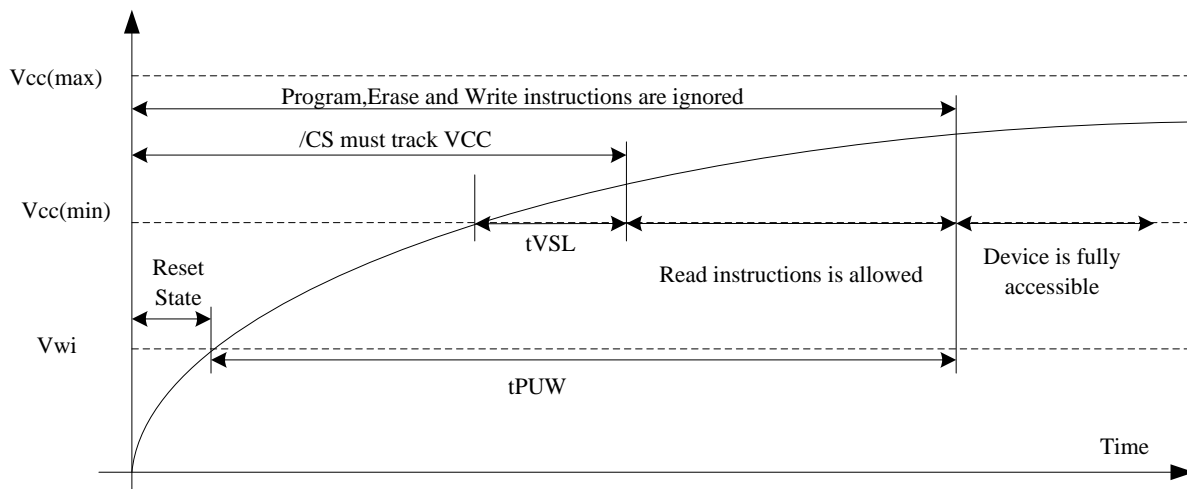 Vcc(max)
Program,Erase and Write instructions are ignored
/CS must track VCC
Vcc(min)
tVSL
Reset
State
Read instructions is allowed
Device is fully
accessible
Vwi
tPUW
Time